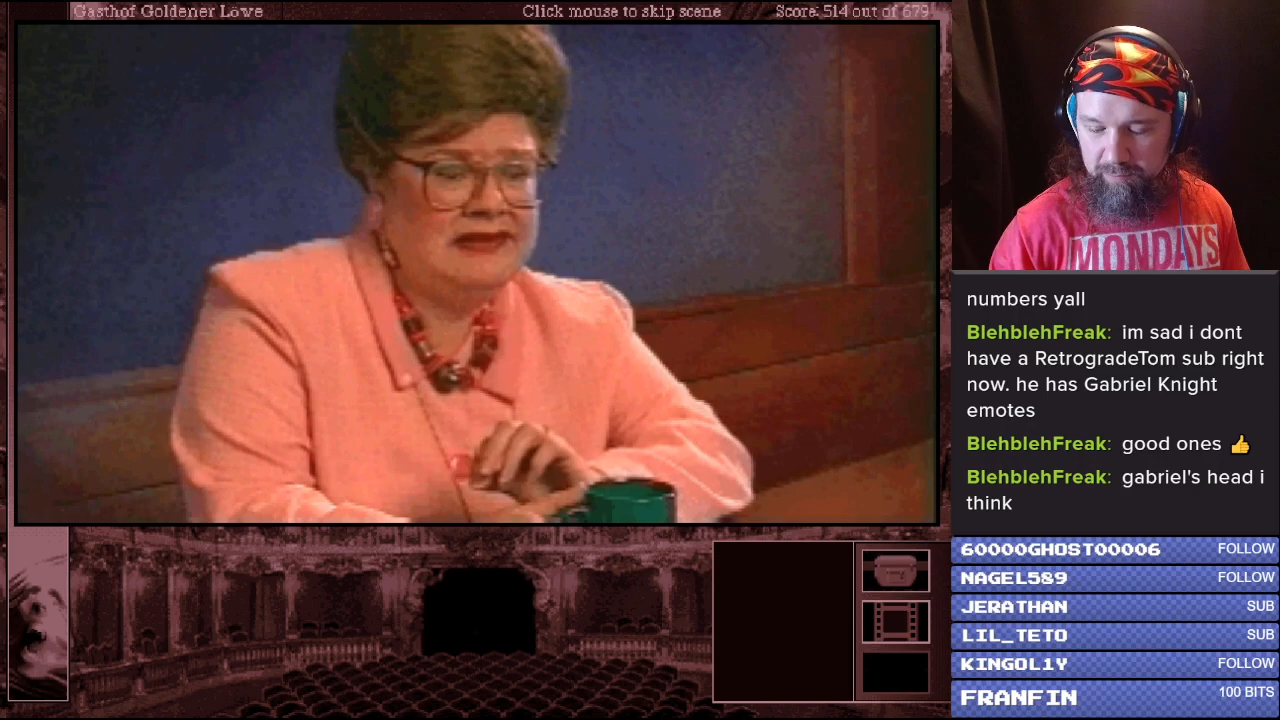 Gasthof Goldener Löwe
Click mouse to skip scene
Score: 514 out of 679
MONDAYS
numbers yall
BlehblehFreak: im sad i dont
have a RetrogradeTom sub right
now. he has Gabriel Knight
emotes
BlehblehFreak: good ones 👍
BlehblehFreak: gabriel's head i
think
60000GHOST00006 FOLLOW
NAGEL589 FOLLOW
JERATHAN SUB
LIL_TETO SUB
KINGOL1Y FOLLOW
FRANFIN 100 BITS